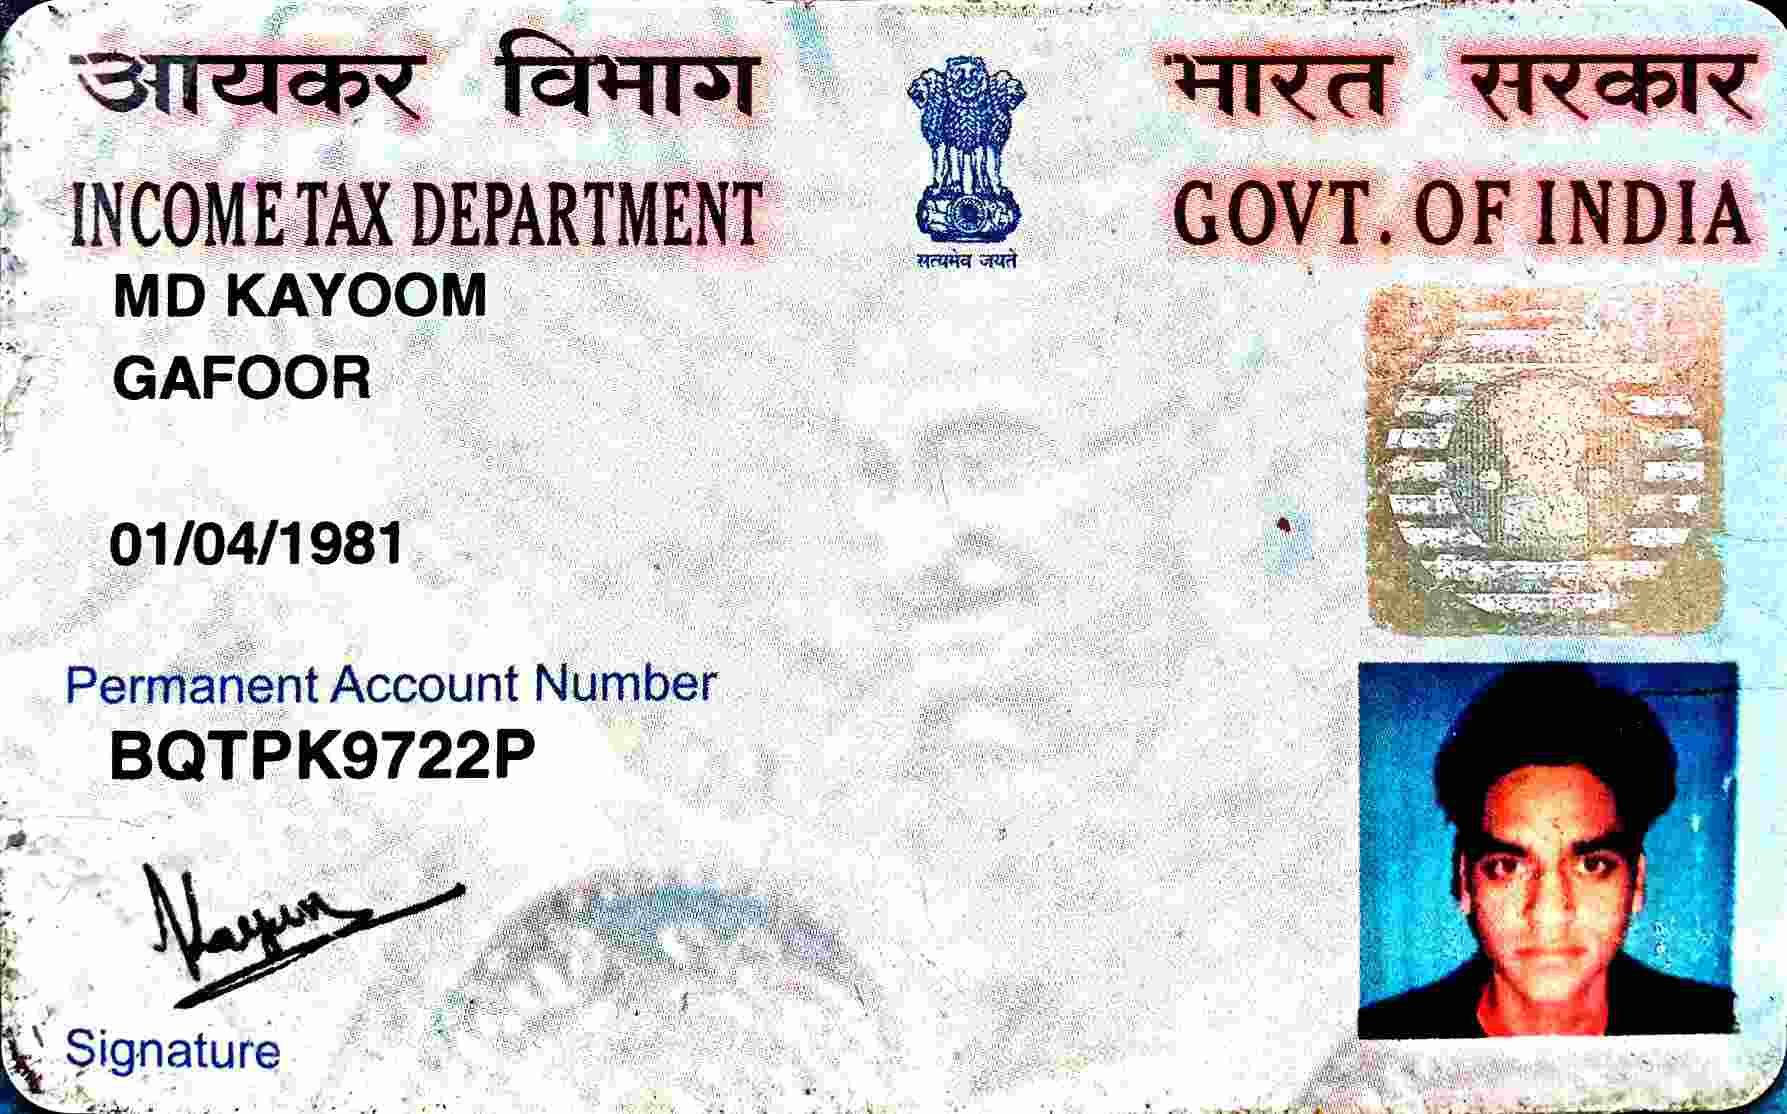 आयकर विभाग
भारत सरकार
INCOME TAX DEPARTMENT
GOVT. OF INDIA
सत्यमेव जयते
MD KAYOOM
GAFOOR
01/04/1981
Permanent Account Number
BQTPK9722P
Kayum
Signature